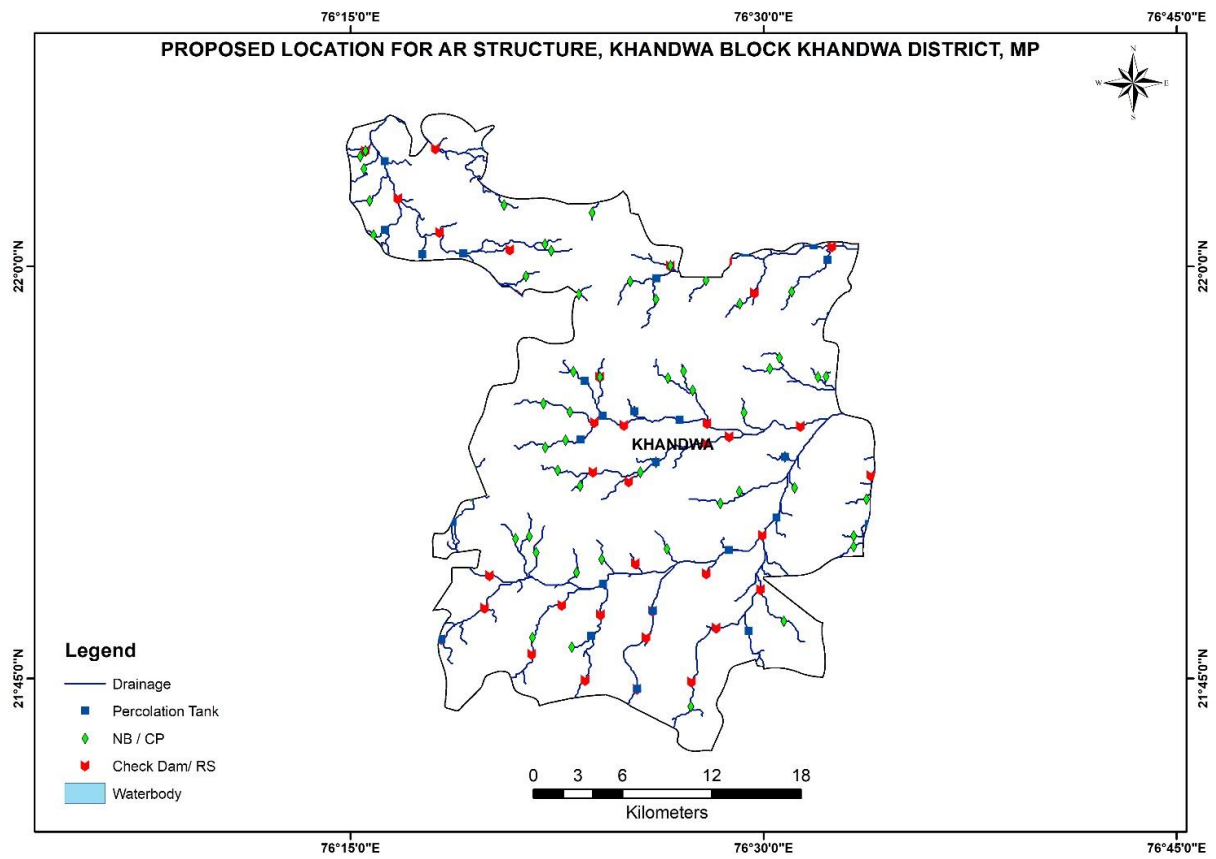 76°15'0"E
76°30'0"E
76°45'0"E
PROPOSED LOCATION FOR AR STRUCTURE, KHANDWA BLOCK KHANDWA DISTRICT, MP
N
W E
S
22°0'0"N
22°0'0"N
KHANDWA
21°45'0"N
21°45'0"N
Legend
Drainage
Percolation Tank
NB / CP
Check Dam/ RS
Waterbody
0 3 6 12 18
Kilometers
76°15'0"E
76°30'0"E
76°45'0"E